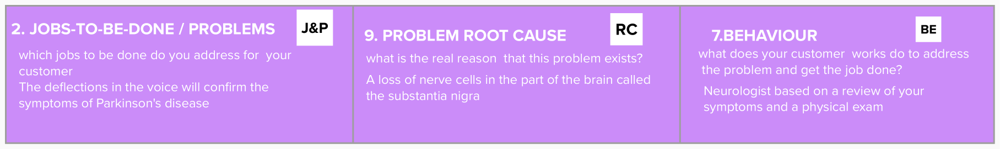 2. JOBS-TO-BE-DONE / PROBLEMS
J&P
which jobs to be done do you address for  your
customer
The deflections in the voice will confirm the
symptoms of Parkinson's disease
9. PROBLEM ROOT CAUSE
RC
what is the real reason  that this problem exists?
A loss of nerve cells in the part of the brain called
the substantia nigra
7.BEHAVIOUR
BE
what does your customer  works do to address
the problem and get the job done?
Neurologist based on a review of your
symptoms and a physical exam